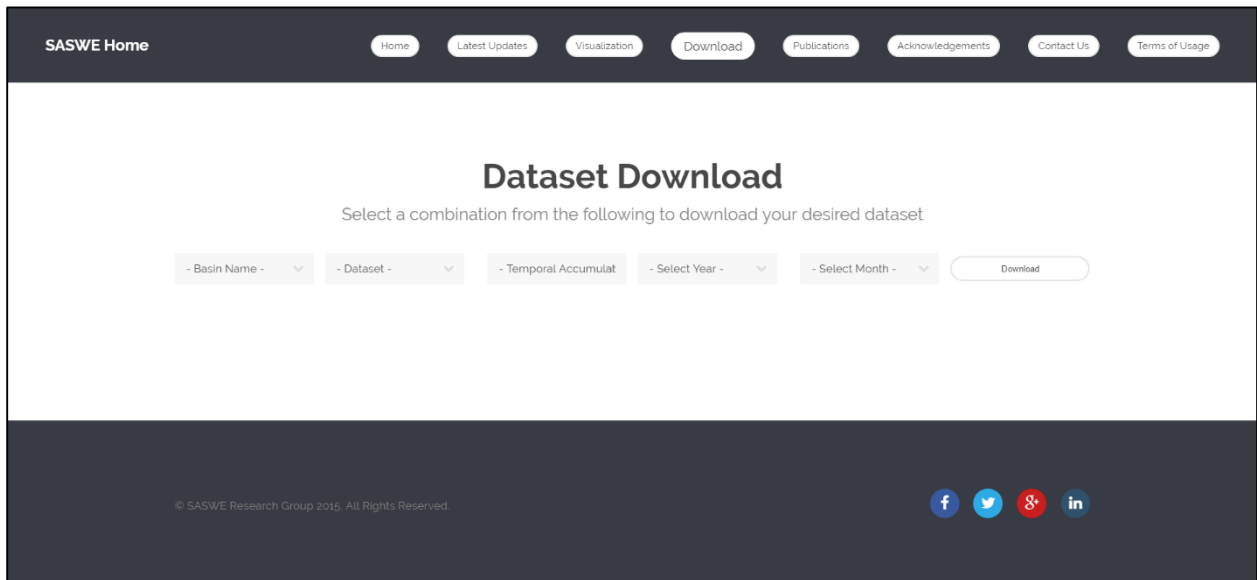 SASWE Home Home Latest Updates Visualization Download Publications Acknowledgements Contact Us Terms of Usage
Dataset Download
Select a combination from the following to download your desired dataset
- Basin Name - - Dataset - - Temporal Accumulat - Select Year - - Select Month - Download
© SASWE Research Group 2015, All Rights Reserved.
f 8+ in